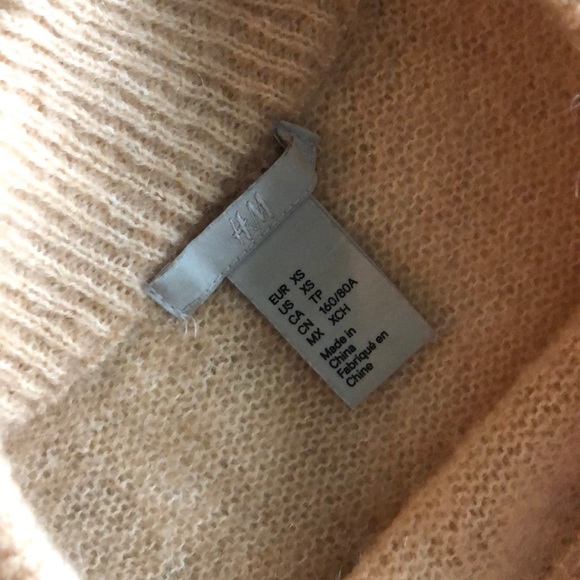 H&M
EUR XS
US XS
CA TP
CN 160/80A
MX XCH
Made in
China
Fabriqué en
Chine